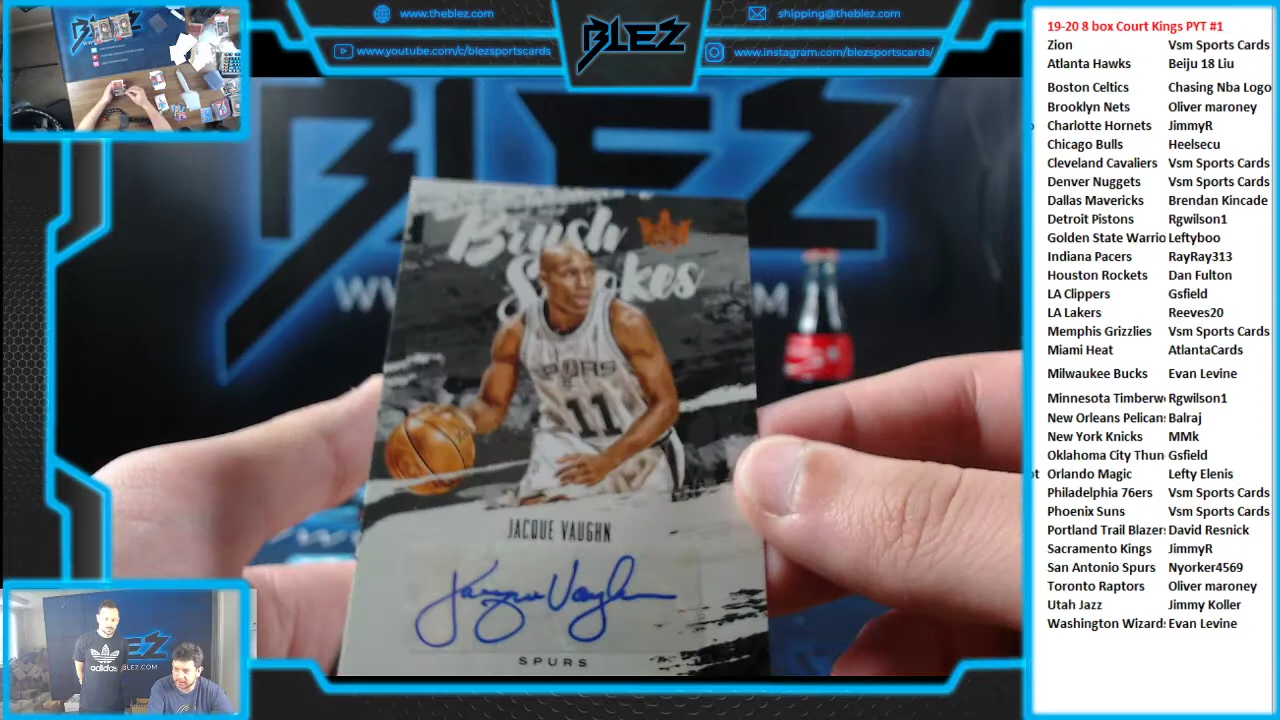 www.theblez.com
shipping@theblez.com
www.youtube.com/c/blezsportscards
www.instagram.com/blezsportscards/
BLEZ
BLEZ
Brush
Strokes
SPURS
11
JACQUE VAUGHN
Jacque Vaughn
SPURS
adidas
BLEZ.COM
19-20 8 box Court Kings PYT #1
Zion Vsm Sports Cards
Atlanta Hawks Beiju 18 Liu
Boston Celtics Chasing Nba Logo
Brooklyn Nets Oliver maroney
Charlotte Hornets JimmyR
Chicago Bulls Heelsecu
Cleveland Cavaliers Vsm Sports Cards
Denver Nuggets Vsm Sports Cards
Dallas Mavericks Brendan Kincade
Detroit Pistons Rgwilson1
Golden State Warrio Leftyboo
Indiana Pacers RayRay313
Houston Rockets Dan Fulton
LA Clippers Gsfield
LA Lakers Reeves20
Memphis Grizzlies Vsm Sports Cards
Miami Heat AtlantaCards
Milwaukee Bucks Evan Levine
Minnesota Timberw Rgwilson1
New Orleans Pelican: Balraj
New York Knicks MMk
Oklahoma City Thun Gsfield
Orlando Magic Lefty Elenis
Philadelphia 76ers Vsm Sports Cards
Phoenix Suns Vsm Sports Cards
Portland Trail Blazer: David Resnick
Sacramento Kings JimmyR
San Antonio Spurs Nyorker4569
Toronto Raptors Oliver maroney
Utah Jazz Jimmy Koller
Washington Wizard: Evan Levine